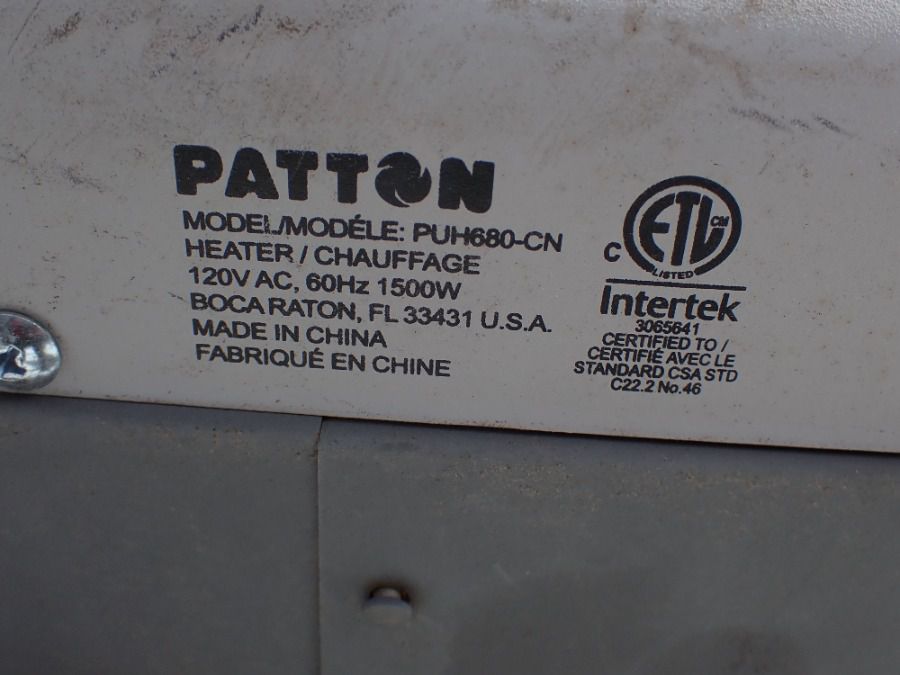 PATTON
MODEL/MODÉLE: PUH680-CN
HEATER / CHAUFFAGE
120V AC, 60Hz 1500W
BOCA RATON, FL 33431 U.S.A.
MADE IN CHINA
FABRIQUÉ EN CHINE
C ETL CM
LISTED
Intertek
3065641
CERTIFIED TO /
CERTIFIÉ AVEC LE
STANDARD CSA STD
C22.2 No.46